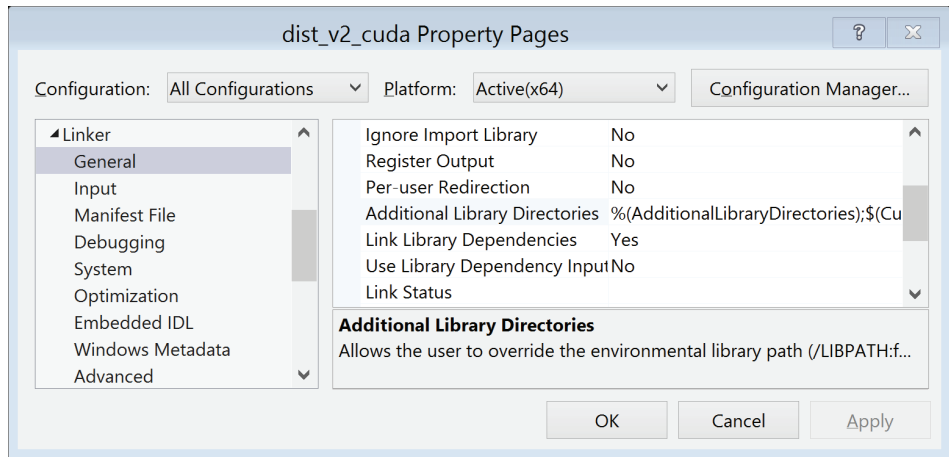 dist_v2_cuda Property Pages
Configuration: All Configurations Platform: Active(x64) Configuration Manager...
Linker
General
Input
Manifest File
Debugging
System
Optimization
Embedded IDL
Windows Metadata
Advanced
Ignore Import Library No
Register Output No
Per-user Redirection No
Additional Library Directories %(AdditionalLibraryDirectories);$(Cu
Link Library Dependencies Yes
Use Library Dependency Input No
Link Status
Additional Library Directories
Allows the user to override the environmental library path (/LIBPATH:f...
OK Cancel Apply